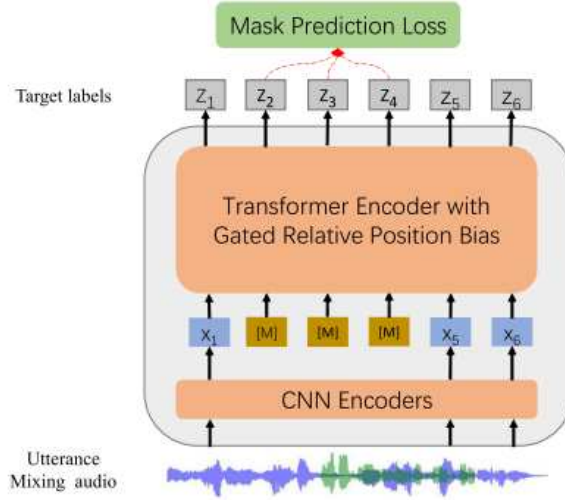 Mask Prediction Loss
Target labels
Z1 Z2 Z3 Z4 Z5 Z6
Transformer Encoder with
Gated Relative Position Bias
X1 [M] [M] [M] X5 X6
CNN Encoders
Utterance
Mixing audio